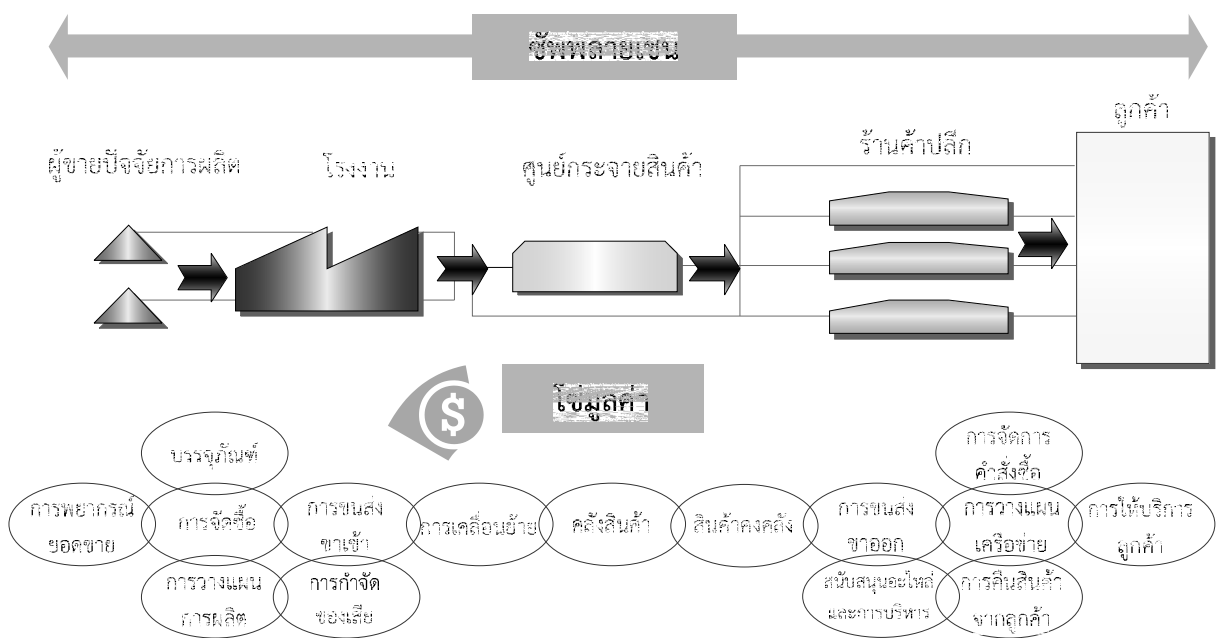 ซัพพลายเชน
ลูกค้า
ร้านค้าปลีก
ผู้ขายปัจจัยการผลิต
โรงงาน
ศูนย์กระจายสินค้า
โซ่มูลค่า
บรรจุภัณฑ์
การจัดการ
คำสั่งซื้อ
การพยากรณ์
ยอดขาย
การจัดซื้อ
การขนส่ง
ขาเข้า
การเคลื่อนย้าย
คลังสินค้า
สินค้าคงคลัง
การขนส่ง
ขาออก
การวางแผน
เครือข่าย
การให้บริการ
ลูกค้า
การวางแผน
การผลิต
การกำจัด
ของเสีย
สนับสนุนอะไหล่
และการบริหาร
การคืนสินค้า
จากลูกค้า